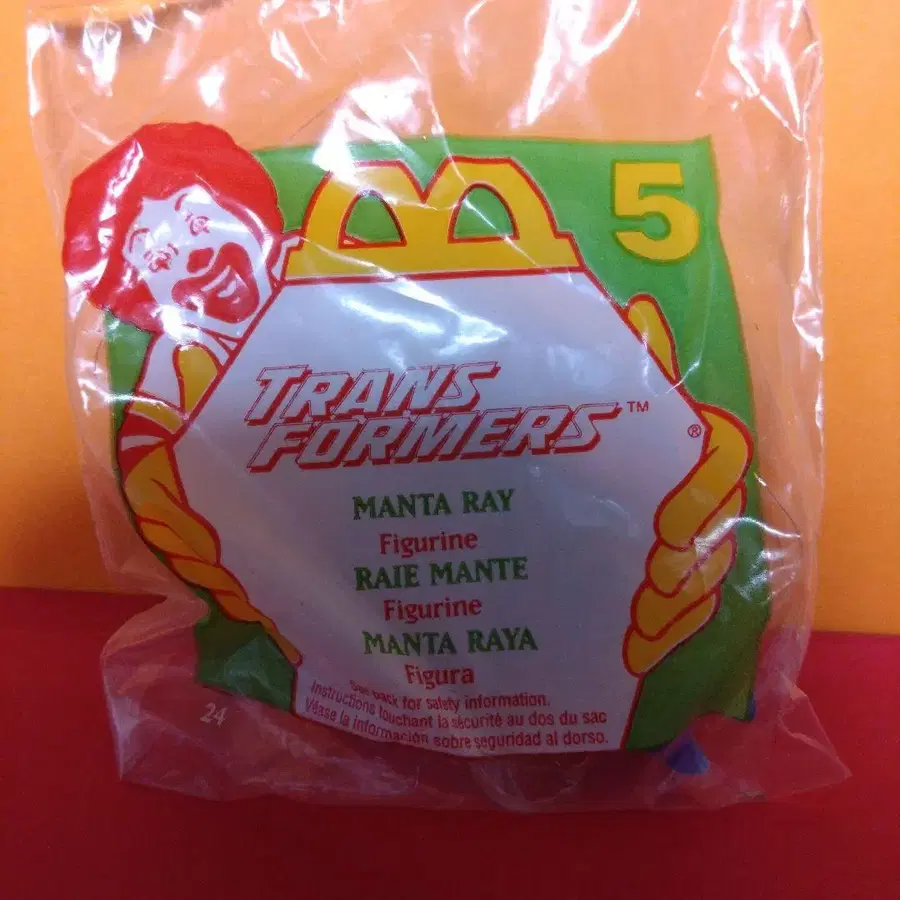 5
TRANS
FORMERS™
®
MANTA RAY
Figurine
RAIE MANTE
Figurine
MANTA RAYA
Figura
See back for safety information.
Instructions touchant la sécurité au dos du sac
Véase la información sobre seguridad al dorso.
24